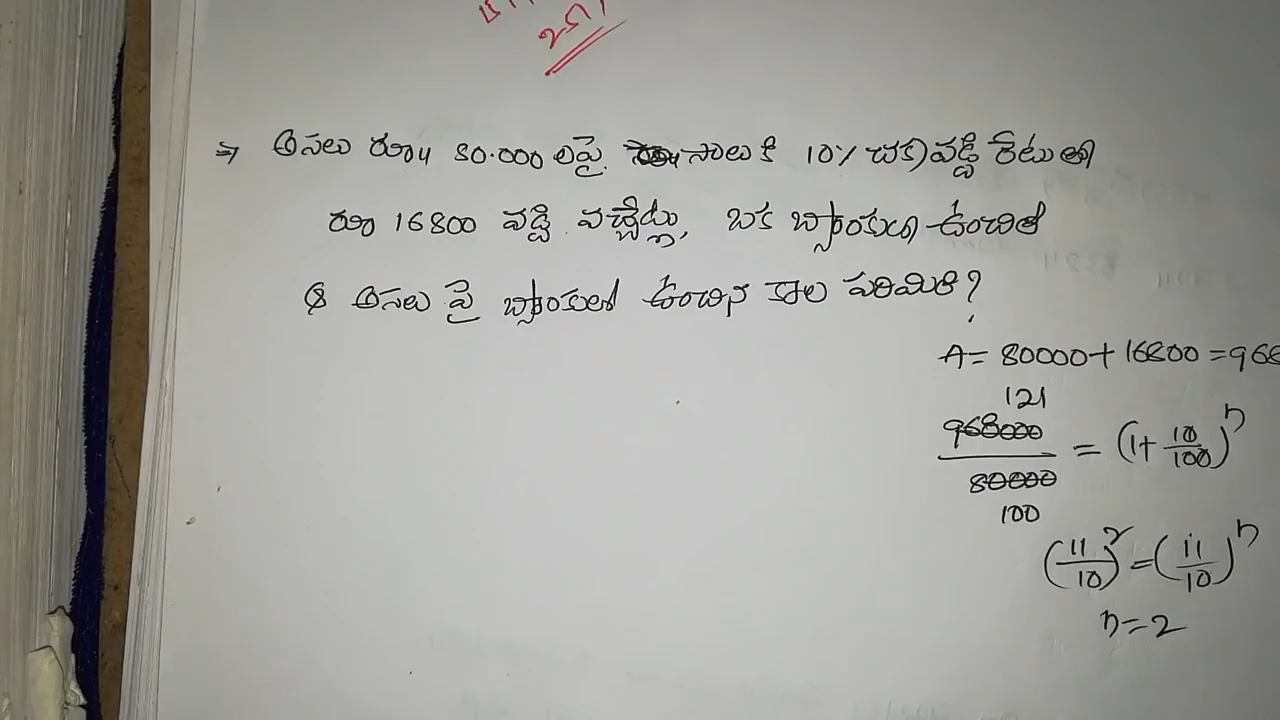 251
⇒ అసలు రూ॥ 80.000 లపై సాలుకి 10% చక్రవడ్డి రేటుతో
రూ 16800 వడ్డి వచ్చేట్లు, ఒక బ్యాంకులో ఉంచితే
ఆ అసలు పై బ్యాంకులో ఉంచిన కాల పరిమితి?
A= 80000+ 16800 =968
121
968000
80000
= (1+ 10/100)^n
100
(11/10)^2 = (11/10)^n
n=2